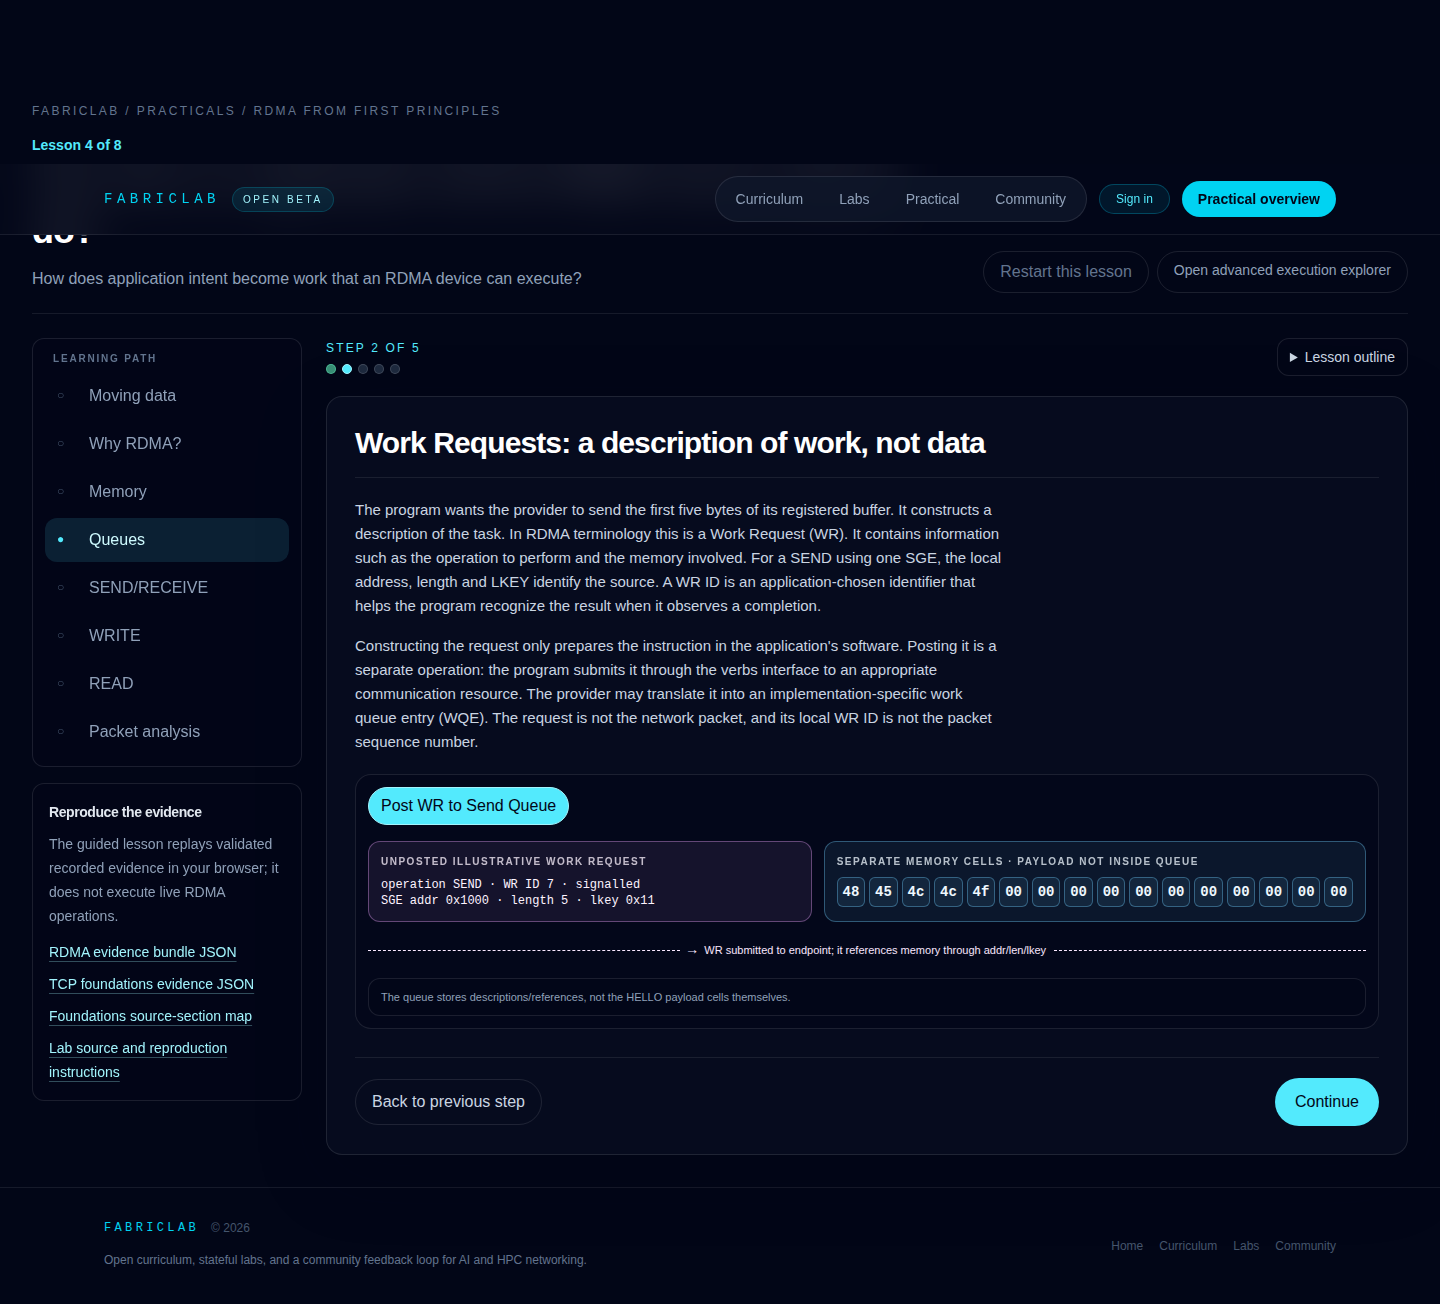 FABRICLAB / PRACTICALS / RDMA FROM FIRST PRINCIPLES
Lesson 4 of 8
FABRICLAB
OPEN BETA
Curriculum
Labs
Practical
Community
Sign in
Practical overview
do?
How does application intent become work that an RDMA device can execute?
Restart this lesson
Open advanced execution explorer
LEARNING PATH
Moving data
Why RDMA?
Memory
Queues
SEND/RECEIVE
WRITE
READ
Packet analysis
Reproduce the evidence
The guided lesson replays validated
recorded evidence in your browser; it
does not execute live RDMA
operations.
RDMA evidence bundle JSON
TCP foundations evidence JSON
Foundations source-section map
Lab source and reproduction
instructions
STEP 2 OF 5
Lesson outline
Work Requests: a description of work, not data
The program wants the provider to send the first five bytes of its registered buffer. It constructs a
description of the task. In RDMA terminology this is a Work Request (WR). It contains information
such as the operation to perform and the memory involved. For a SEND using one SGE, the local
address, length and LKEY identify the source. A WR ID is an application-chosen identifier that
helps the program recognize the result when it observes a completion.
Constructing the request only prepares the instruction in the application's software. Posting it is a
separate operation: the program submits it through the verbs interface to an appropriate
communication resource. The provider may translate it into an implementation-specific work
queue entry (WQE). The request is not the network packet, and its local WR ID is not the packet
sequence number.
Post WR to Send Queue
UNPOSTED ILLUSTRATIVE WORK REQUEST
operation SEND · WR ID 7 · signalled
SGE addr 0x1000 · length 5 · lkey 0x11
SEPARATE MEMORY CELLS · PAYLOAD NOT INSIDE QUEUE
48 45 4c 4c 4f 00 00 00 00 00 00 00 00 00 00 00
→ WR submitted to endpoint; it references memory through addr/len/lkey
The queue stores descriptions/references, not the HELLO payload cells themselves.
Back to previous step
Continue
FABRICLAB © 2026
Open curriculum, stateful labs, and a community feedback loop for AI and HPC networking.
Home
Curriculum
Labs
Community